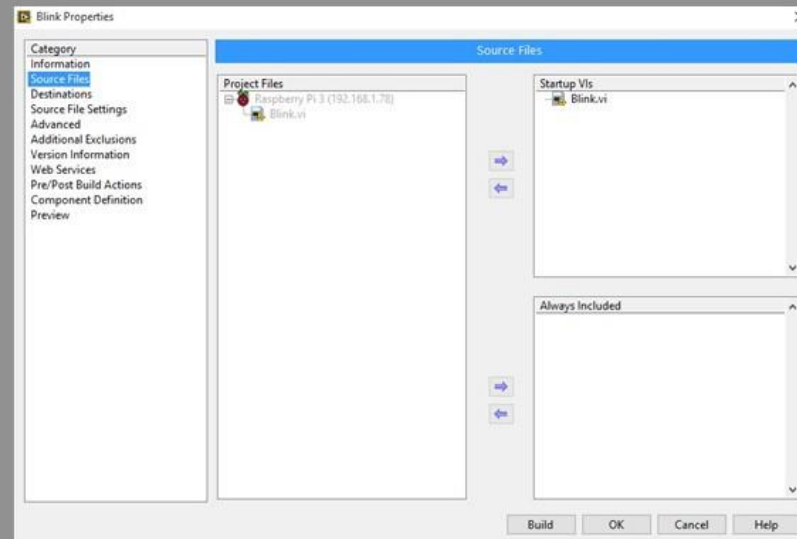 Blink Properties
Category
Information
Source Files
Destinations
Source File Settings
Advanced
Additional Exclusions
Version Information
Web Services
Pre/Post Build Actions
Component Definition
Preview
Source Files
Project Files
Raspberry Pi 3 (192.168.1.78)
Blink.vi
Startup VIs
Blink.vi
Always Included
Build
OK
Cancel
Help